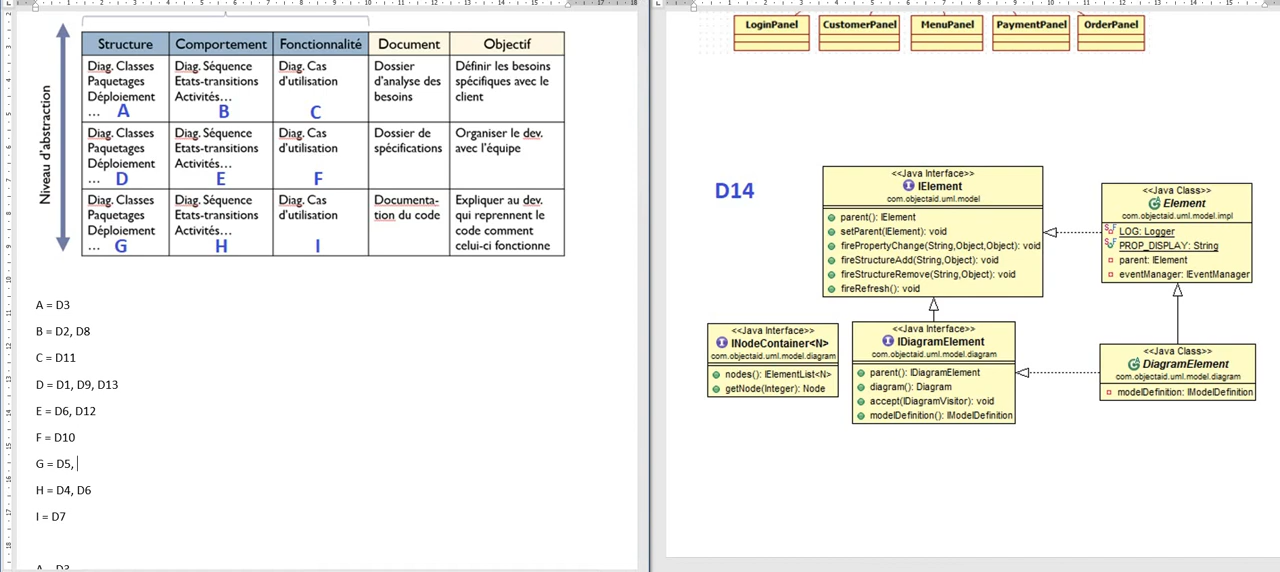 Structure Comportement Fonctionnalité Document Objectif
Diag. Classes Diag. Séquence Diag. Cas Dossier Définir les besoins
Paquetages Etats-transitions d'utilisation d'analyse des spécifiques avec le
Déploiement Activités... besoins client
... A B C
Diag. Classes Diag. Séquence Diag. Cas Dossier de Organiser le dev.
Paquetages Etats-transitions d'utilisation spécifications avec l'équipe
Déploiement Activités...
... D E F
Diag. Classes Diag. Séquence Diag. Cas Documenta- Expliquer au dev.
Paquetages Etats-transitions d'utilisation tion du code qui reprennent le
Déploiement Activités... code comment
... G H I celui-ci fonctionne
Niveau d'abstraction
A = D3
B = D2, D8
C = D11
D = D1, D9, D13
E = D6, D12
F = D10
G = D5,
H = D4, D6
I = D7
A = D3
LoginPanel CustomerPanel MenuPanel PaymentPanel OrderPanel
D14
<<Java Interface>>
IElement
com.objectaid.uml.model
parent(): IElement
setParent(IElement): void
firePropertyChange(String,Object,Object): void
fireStructureAdd(String,Object): void
fireStructureRemove(String,Object): void
fireRefresh(): void
<<Java Class>>
Element
com.objectaid.uml.model.impl
LOG: Logger
PROP_DISPLAY: String
parent: IElement
eventManager: IEventManager
<<Java Interface>>
INodeContainer<N>
com.objectaid.uml.model.diagram
nodes(): IElementList<N>
getNode(Integer): Node
<<Java Interface>>
IDiagramElement
com.objectaid.uml.model.diagram
parent(): IDiagramElement
diagram(): Diagram
accept(IDiagramVisitor): void
modelDefinition(): IModelDefinition
<<Java Class>>
DiagramElement
com.objectaid.uml.model.diagram
modelDefinition: IModelDefinition